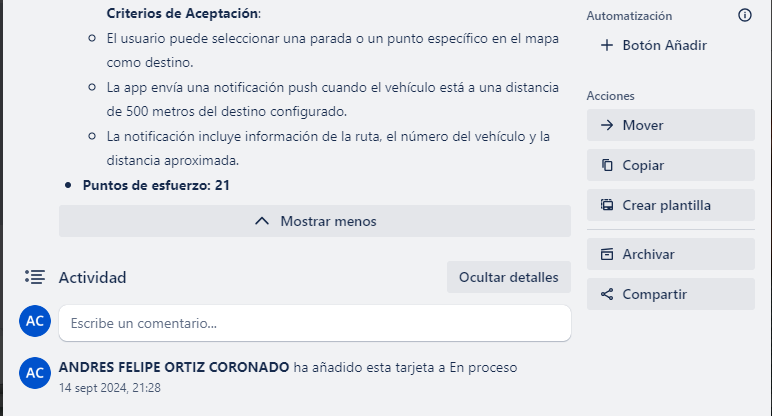 Criterios de Aceptación:
El usuario puede seleccionar una parada o un punto específico en el mapa
como destino.
La app envía una notificación push cuando el vehículo está a una distancia
de 500 metros del destino configurado.
La notificación incluye información de la ruta, el número del vehículo y la
distancia aproximada.
Puntos de esfuerzo: 21
Mostrar menos
Actividad
Ocultar detalles
AC
Escribe un comentario...
AC
ANDRES FELIPE ORTIZ CORONADO ha añadido esta tarjeta a En proceso
14 sept 2024, 21:28
Automatización
Botón Añadir
Acciones
Mover
Copiar
Crear plantilla
Archivar
Compartir